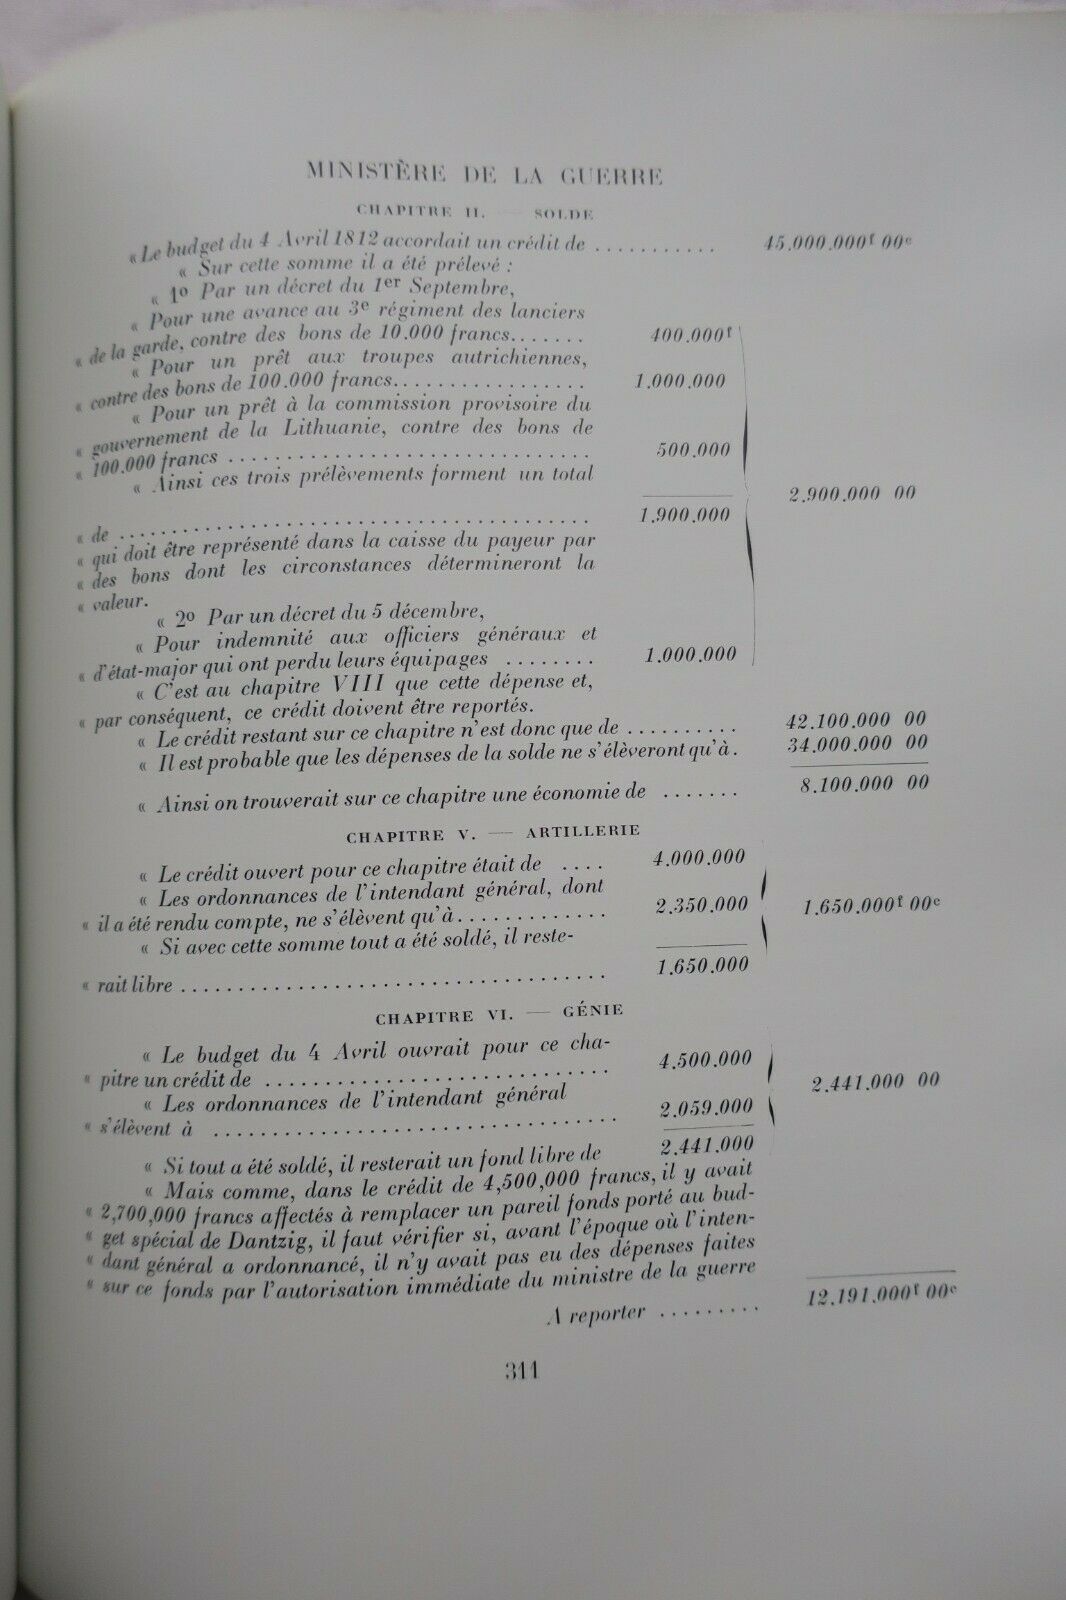 MINISTÈRE DE LA GUERRE
CHAPITRE II. — SOLDE
« Le budget du 4 Avril 1812 accordait un crédit de ........... 45.000.000f 00c
« Sur cette somme il a été prélevé :
« 1o Par un décret du 1er Septembre,
« Pour une avance au 3e régiment des lanciers
« de la garde, contre des bons de 10.000 francs....... 400.000f
« Pour un prêt aux troupes autrichiennes,
« contre des bons de 100.000 francs................ 1.000.000
« Pour un prêt à la commission provisoire du
« gouvernement de la Lithuanie, contre des bons de
« 100.000 francs ............................... 500.000
« Ainsi ces trois prélèvements forment un total
2.900.000 00
« de ........................................ 1.900.000
« qui doit être représenté dans la caisse du payeur par
« des bons dont les circonstances détermineront la
« valeur.
« 2o Par un décret du 5 décembre,
« Pour indemnité aux officiers généraux et
« d'état-major qui ont perdu leurs équipages ........ 1.000.000
« C'est au chapitre VIII que cette dépense et,
« par conséquent, ce crédit doivent être reportés.
« Le crédit restant sur ce chapitre n'est donc que de .......... 42.100.000 00
« Il est probable que les dépenses de la solde ne s'élèveront qu'à. 34.000.000 00
« Ainsi on trouverait sur ce chapitre une économie de ....... 8.100.000 00
CHAPITRE V. — ARTILLERIE
« Le crédit ouvert pour ce chapitre était de .... 4.000.000
« Les ordonnances de l'intendant général, dont
« il a été rendu compte, ne s'élèvent qu'à............. 2.350.000 1.650.000f 00c
« Si avec cette somme tout a été soldé, il reste-
« rait libre ..................................... 1.650.000
CHAPITRE VI. — GÉNIE
« Le budget du 4 Avril ouvrait pour ce cha-
« pitre un crédit de .............................. 4.500.000
2.441.000 00
« Les ordonnances de l'intendant général
« s'élèvent à ................................... 2.059.000
« Si tout a été soldé, il resterait un fond libre de 2.441.000
« Mais comme, dans le crédit de 4,500,000 francs, il y avait
« 2,700,000 francs affectés à remplacer un pareil fonds porté au bud-
« get spécial de Dantzig, il faut vérifier si, avant l'époque où l'inten-
« dant général a ordonnancé, il n'y avait pas eu des dépenses faites
« sur ce fonds par l'autorisation immédiate du ministre de la guerre
A reporter ......... 12.191.000f 00c
311